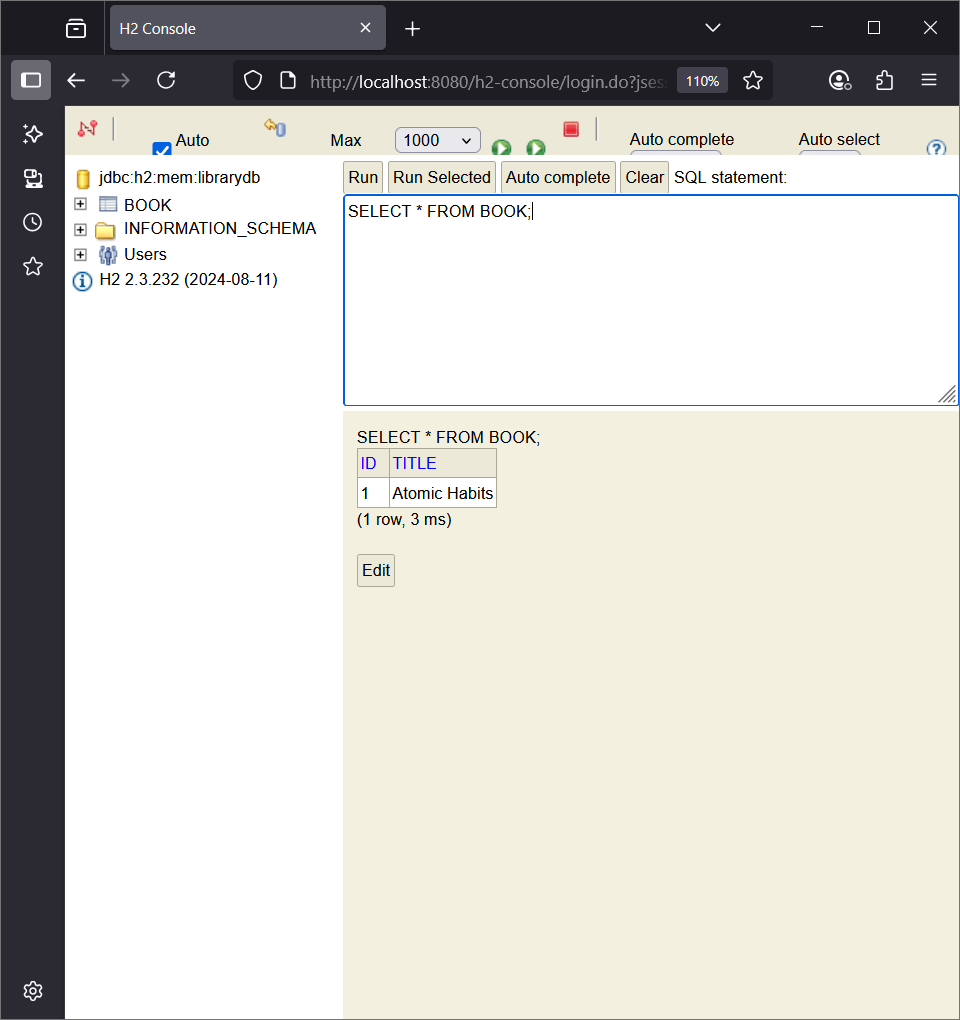 H2 Console
http://localhost:8080/h2-console/login.do?jses
110%
Auto
Max
1000
Auto complete
Auto select
jdbc:h2:mem:librarydb
BOOK
INFORMATION_SCHEMA
Users
H2 2.3.232 (2024-08-11)
Run
Run Selected
Auto complete
Clear
SQL statement:
SELECT * FROM BOOK;
SELECT * FROM BOOK;
ID TITLE
1 Atomic Habits
(1 row, 3 ms)
Edit